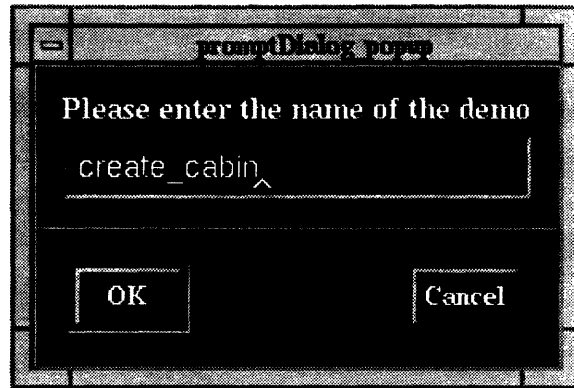 promptDialog_popup
Please enter the name of the demo
create_cabin
OK
Cancel